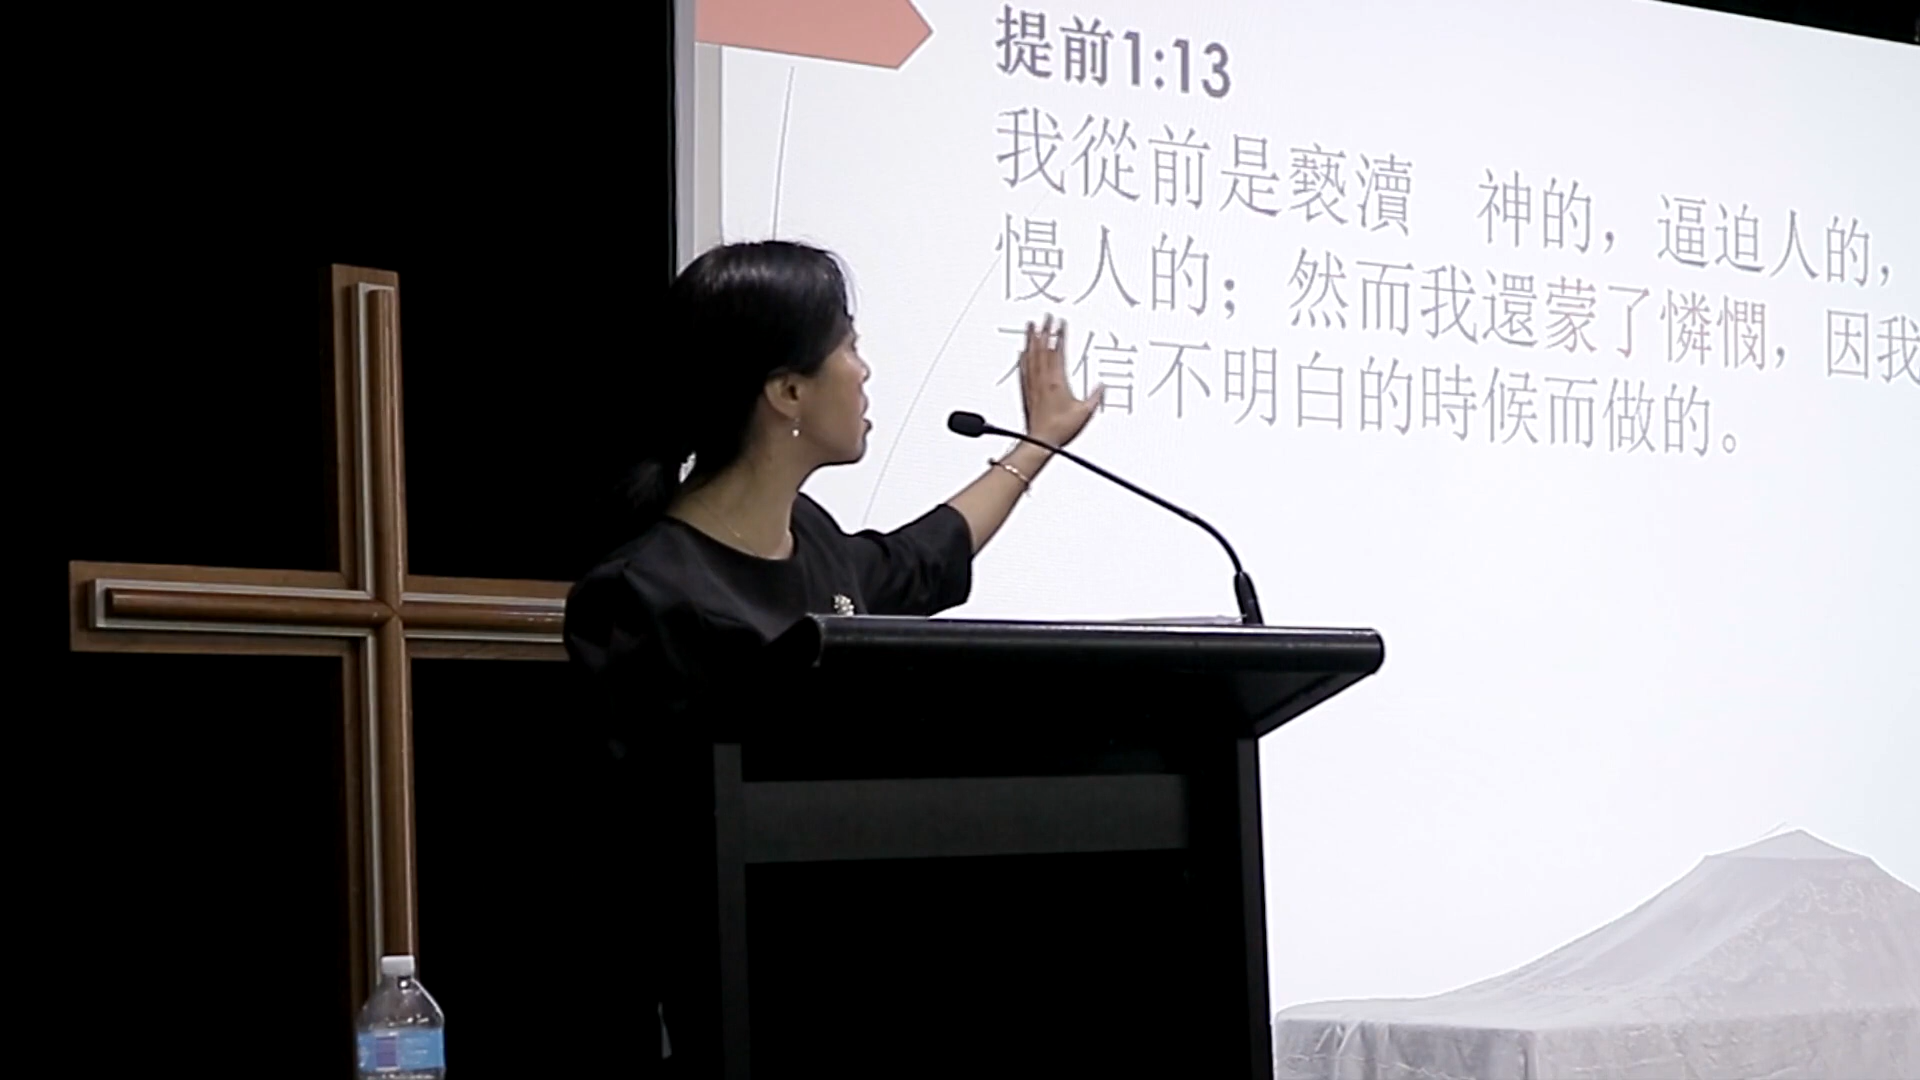 提前1:13
我從前是褻瀆　神的，逼迫人的，
慢人的；然而我還蒙了憐憫，因我
不信不明白的時候而做的。